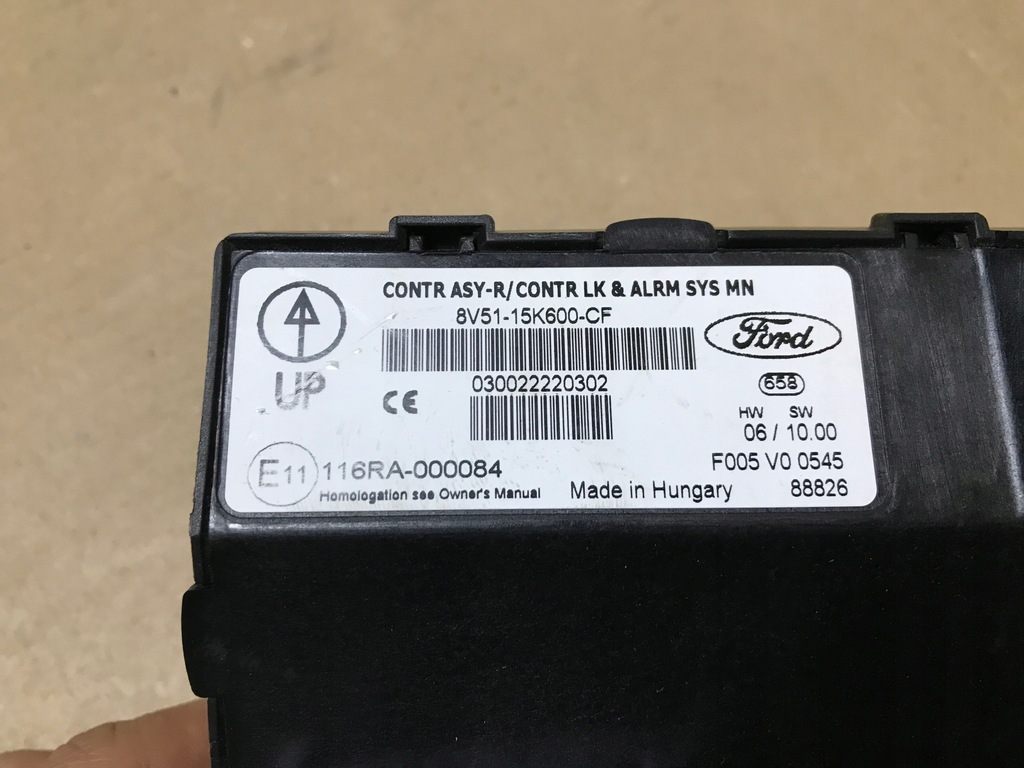 CONTR ASY-R/CONTR LK & ALRM SYS MN
8V51-15K600-CF
Ford
UP
CE
030022220302
658
HW SW
06 / 10.00
E11 116RA-000084
F005 V0 0545
Homologation see Owner's Manual
Made in Hungary
88826